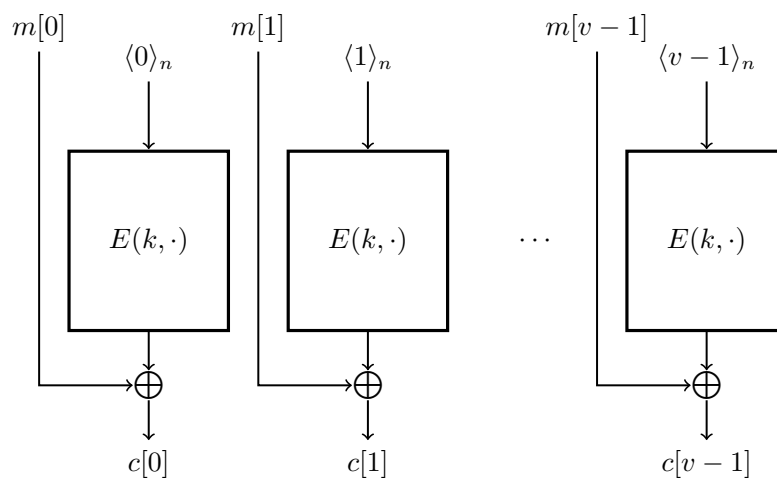 m[0] m[1] m[v − 1]
⟨0⟩ₙ ⟨1⟩ₙ ⟨v − 1⟩ₙ
E(k, ·) E(k, ·) ··· E(k, ·)
c[0] c[1] c[v − 1]